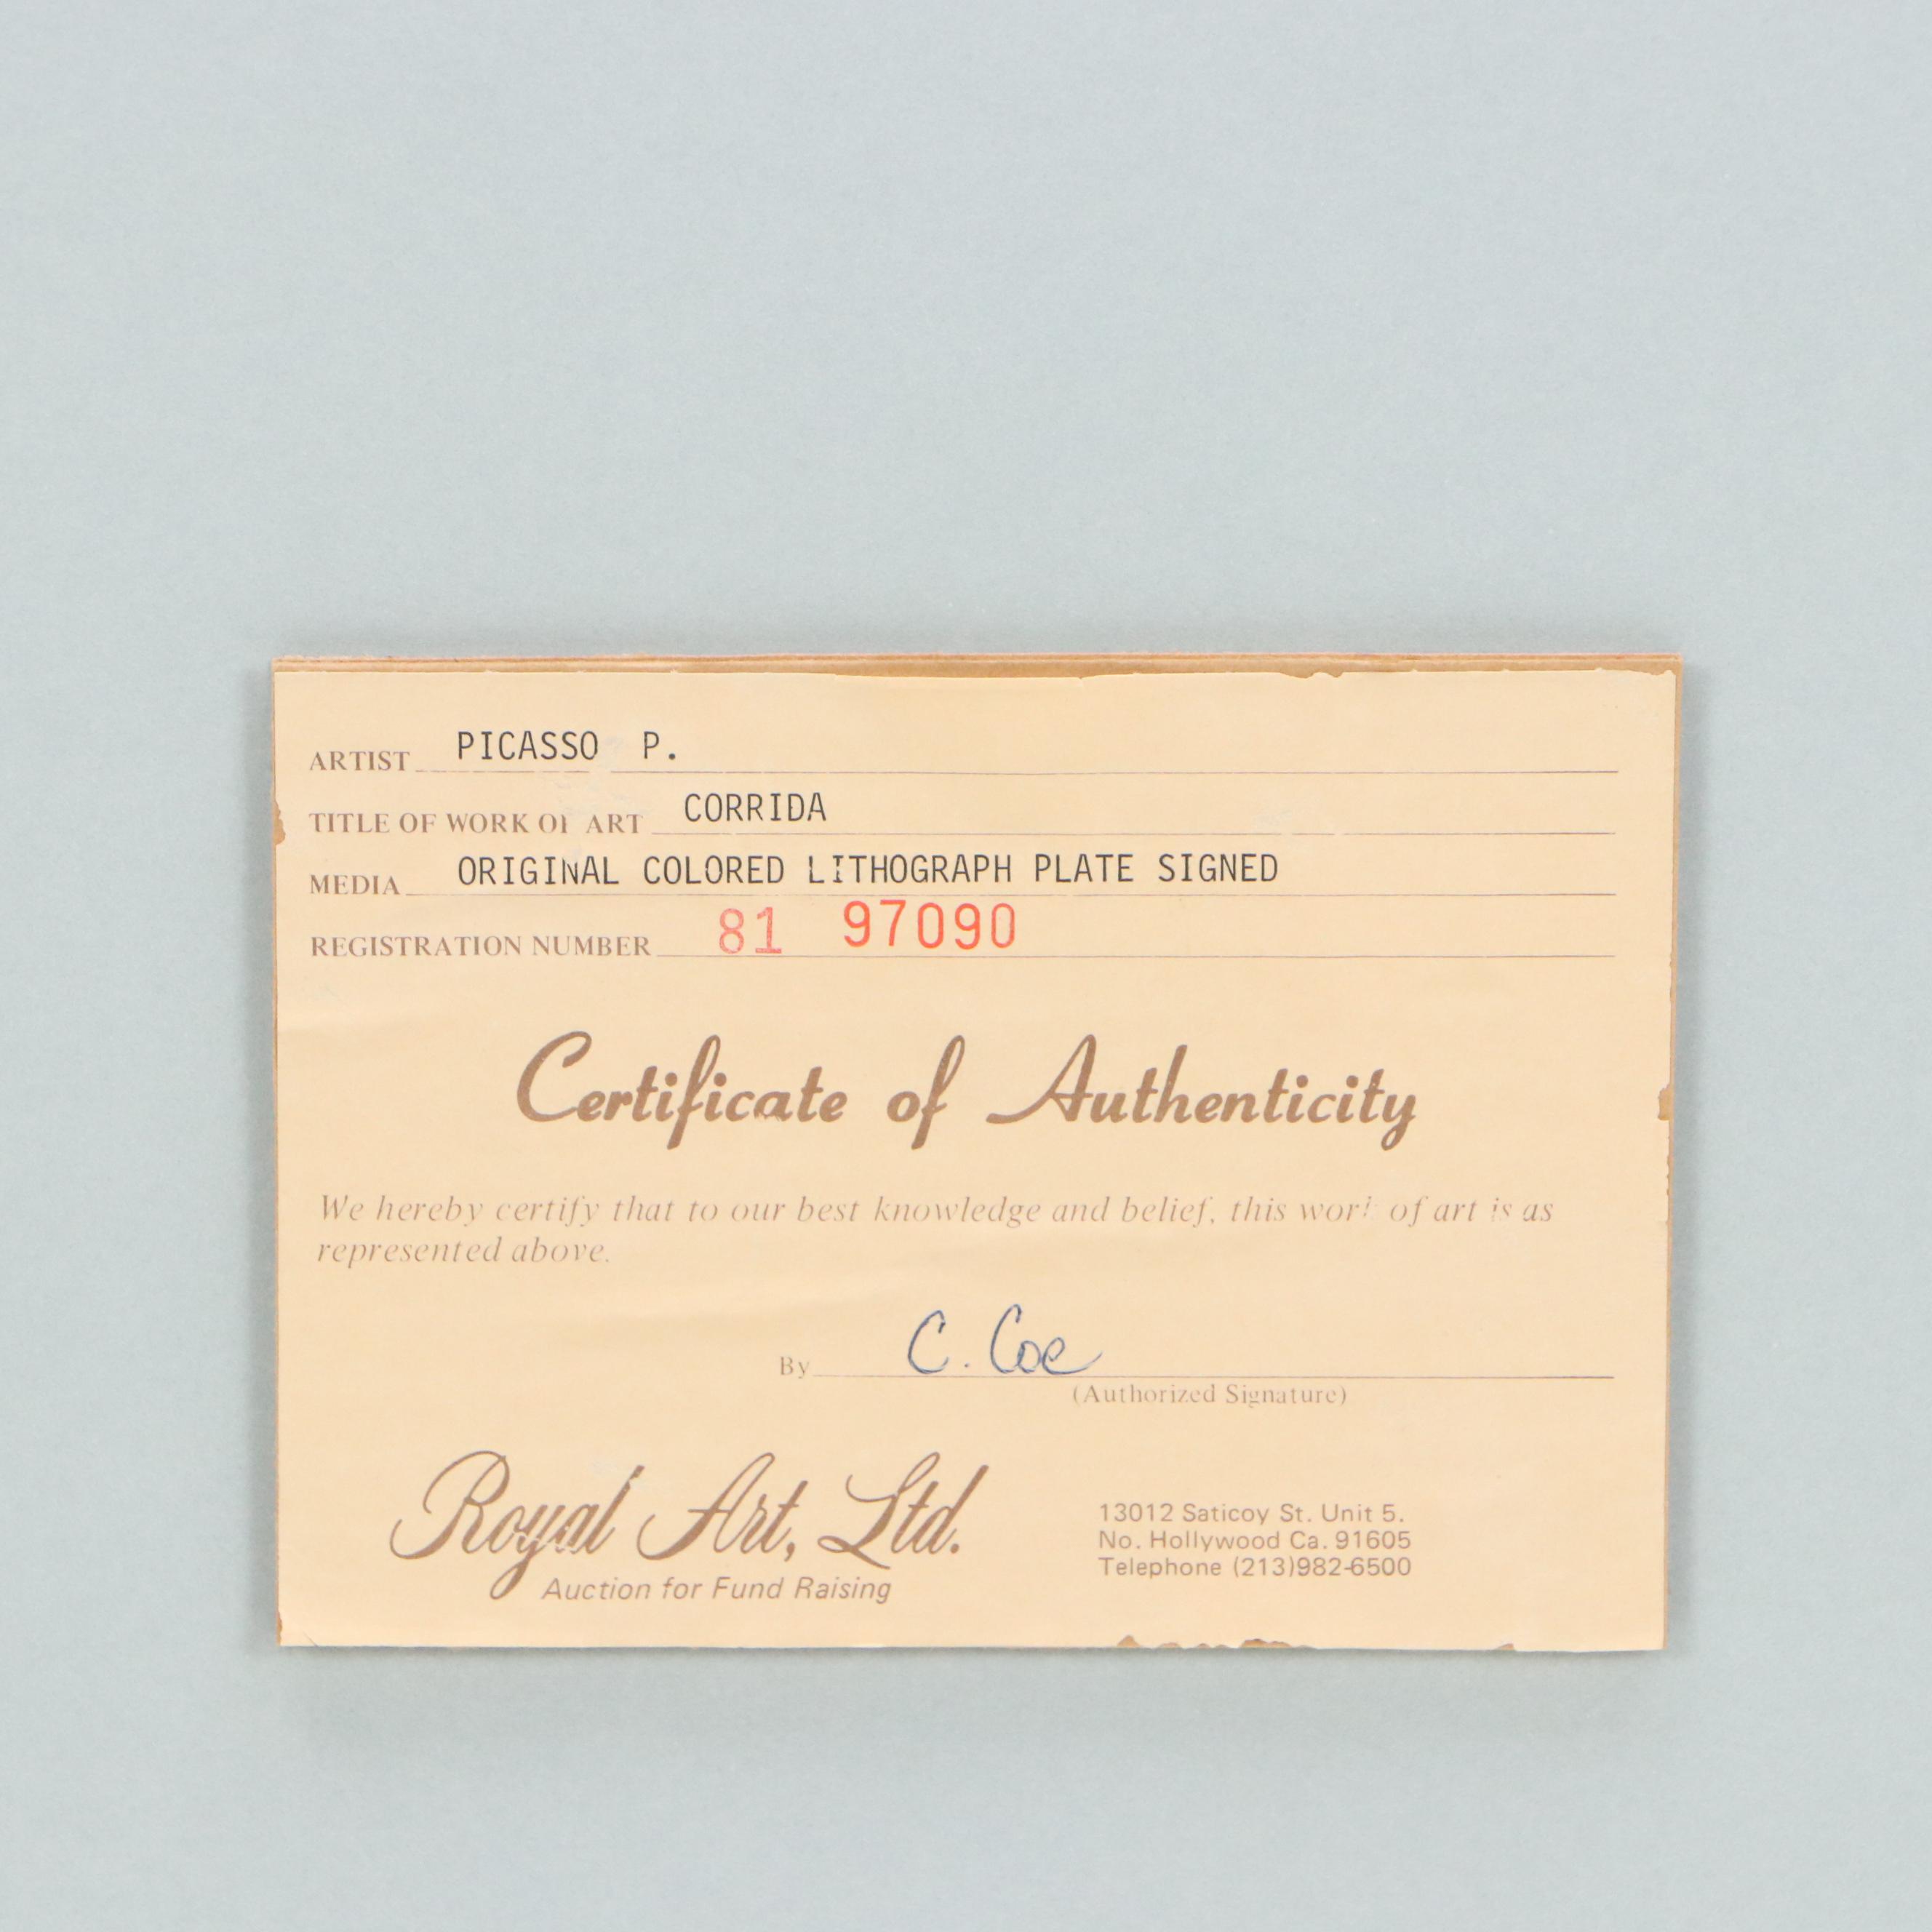 ARTIST PICASSO P.
TITLE OF WORK OF ART CORRIDA
MEDIA ORIGINAL COLORED LITHOGRAPH PLATE SIGNED
REGISTRATION NUMBER 81 97090
Certificate of Authenticity
We hereby certify that to our best knowledge and belief, this work of art is as
represented above.
By C. Coe
(Authorized Signature)
Royal Art, Ltd.
Auction for Fund Raising
13012 Saticoy St. Unit 5.
No. Hollywood Ca. 91605
Telephone (213)982-6500